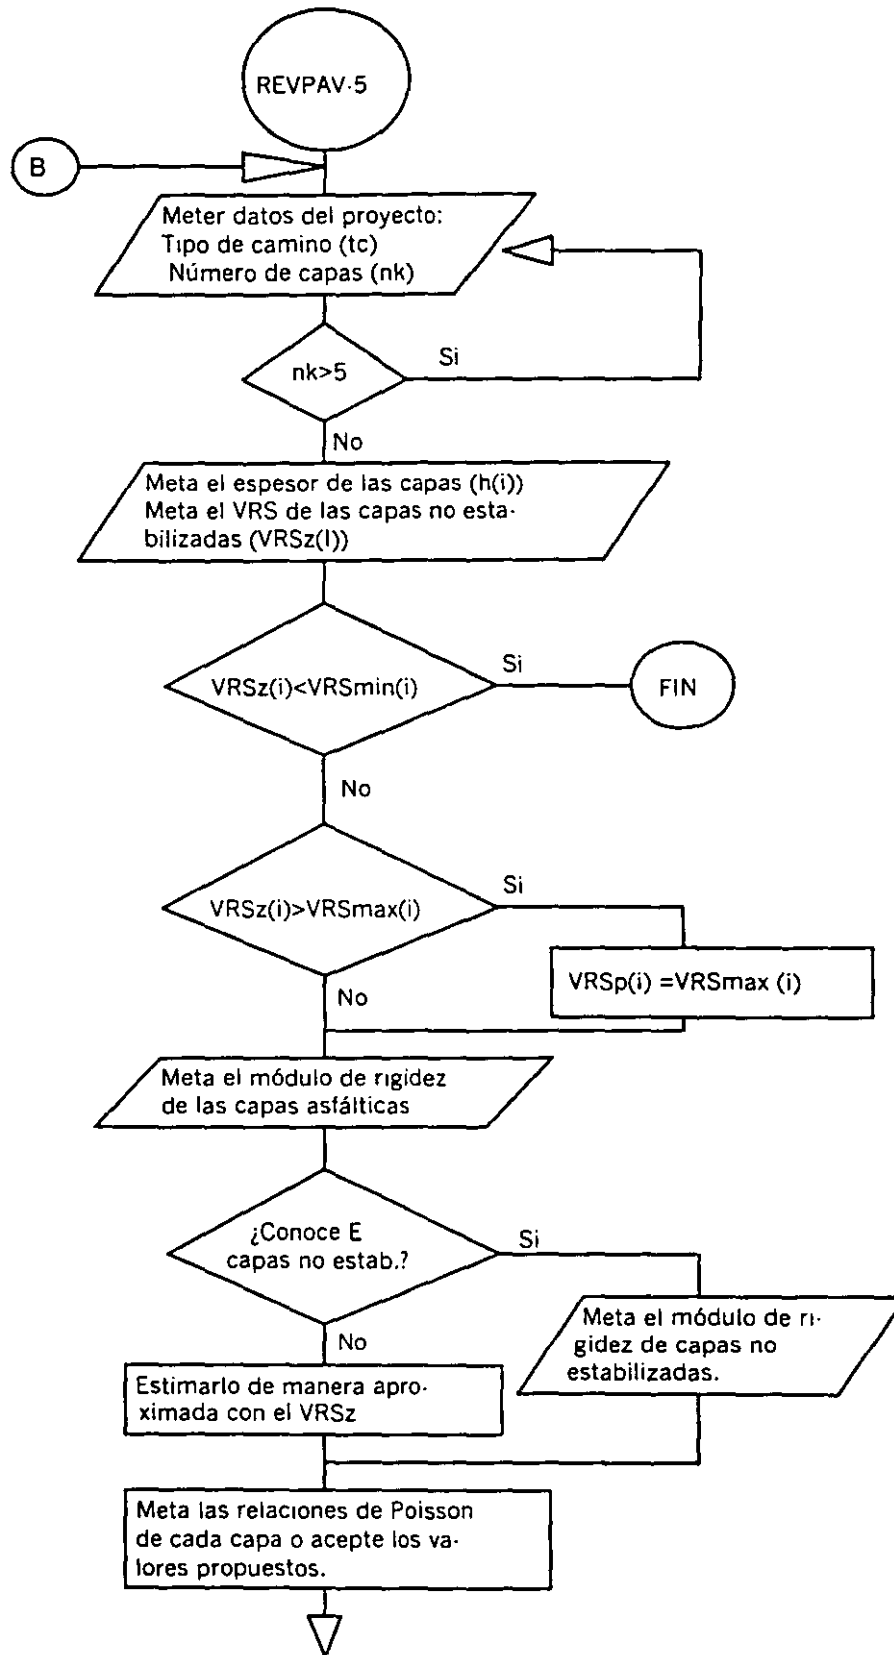 REVPAV-5
B
Meter datos del proyecto:
Tipo de camino (tc)
Número de capas (nk)
nk>5
Si
No
Meta el espesor de las capas (h(i))
Meta el VRS de las capas no esta-
bilizadas (VRSz(I))
VRSz(i)<VRSmin(i)
Si
FIN
No
VRSz(i)>VRSmax(i)
Si
VRSp(i) =VRSmax (i)
No
Meta el módulo de rigidez
de las capas asfálticas
¿Conoce E
capas no estab.?
Si
Meta el módulo de ri-
gidez de capas no
estabilizadas.
No
Estimarlo de manera apro-
ximada con el VRSz
Meta las relaciones de Poisson
de cada capa o acepte los va-
lores propuestos.